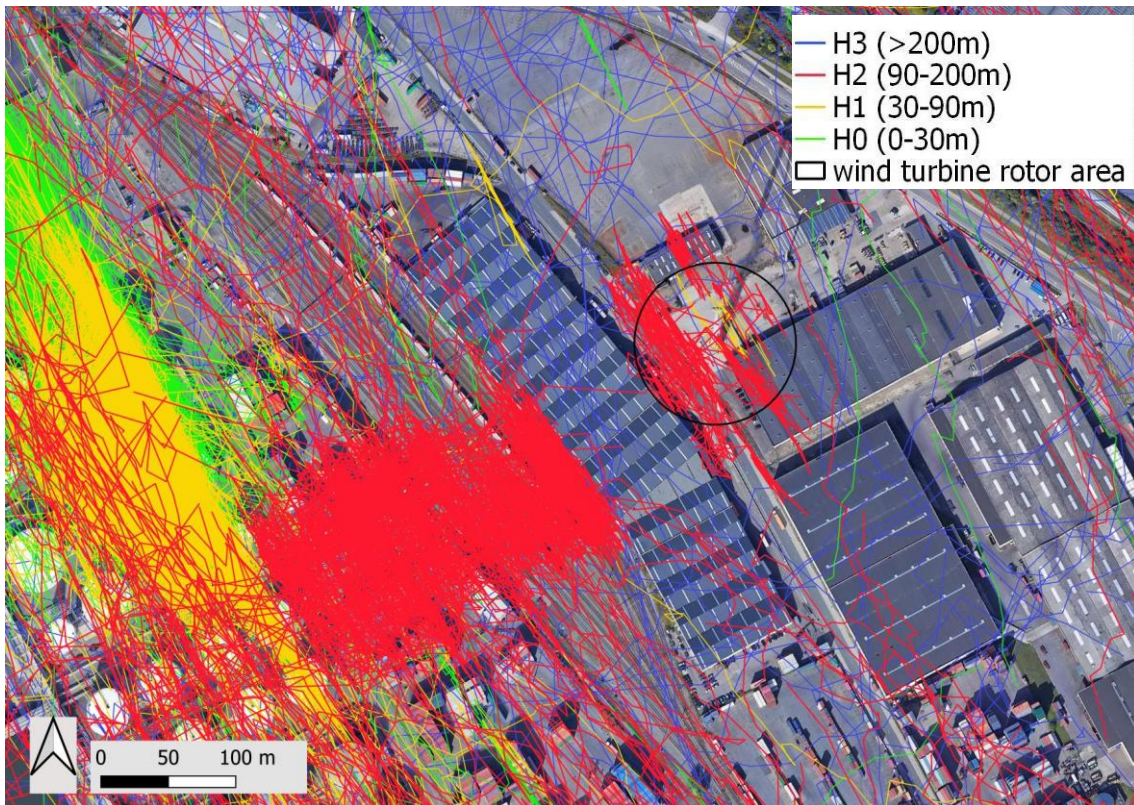 H3 (>200m)
H2 (90-200m)
H1 (30-90m)
H0 (0-30m)
wind turbine rotor area
0 50 100 m